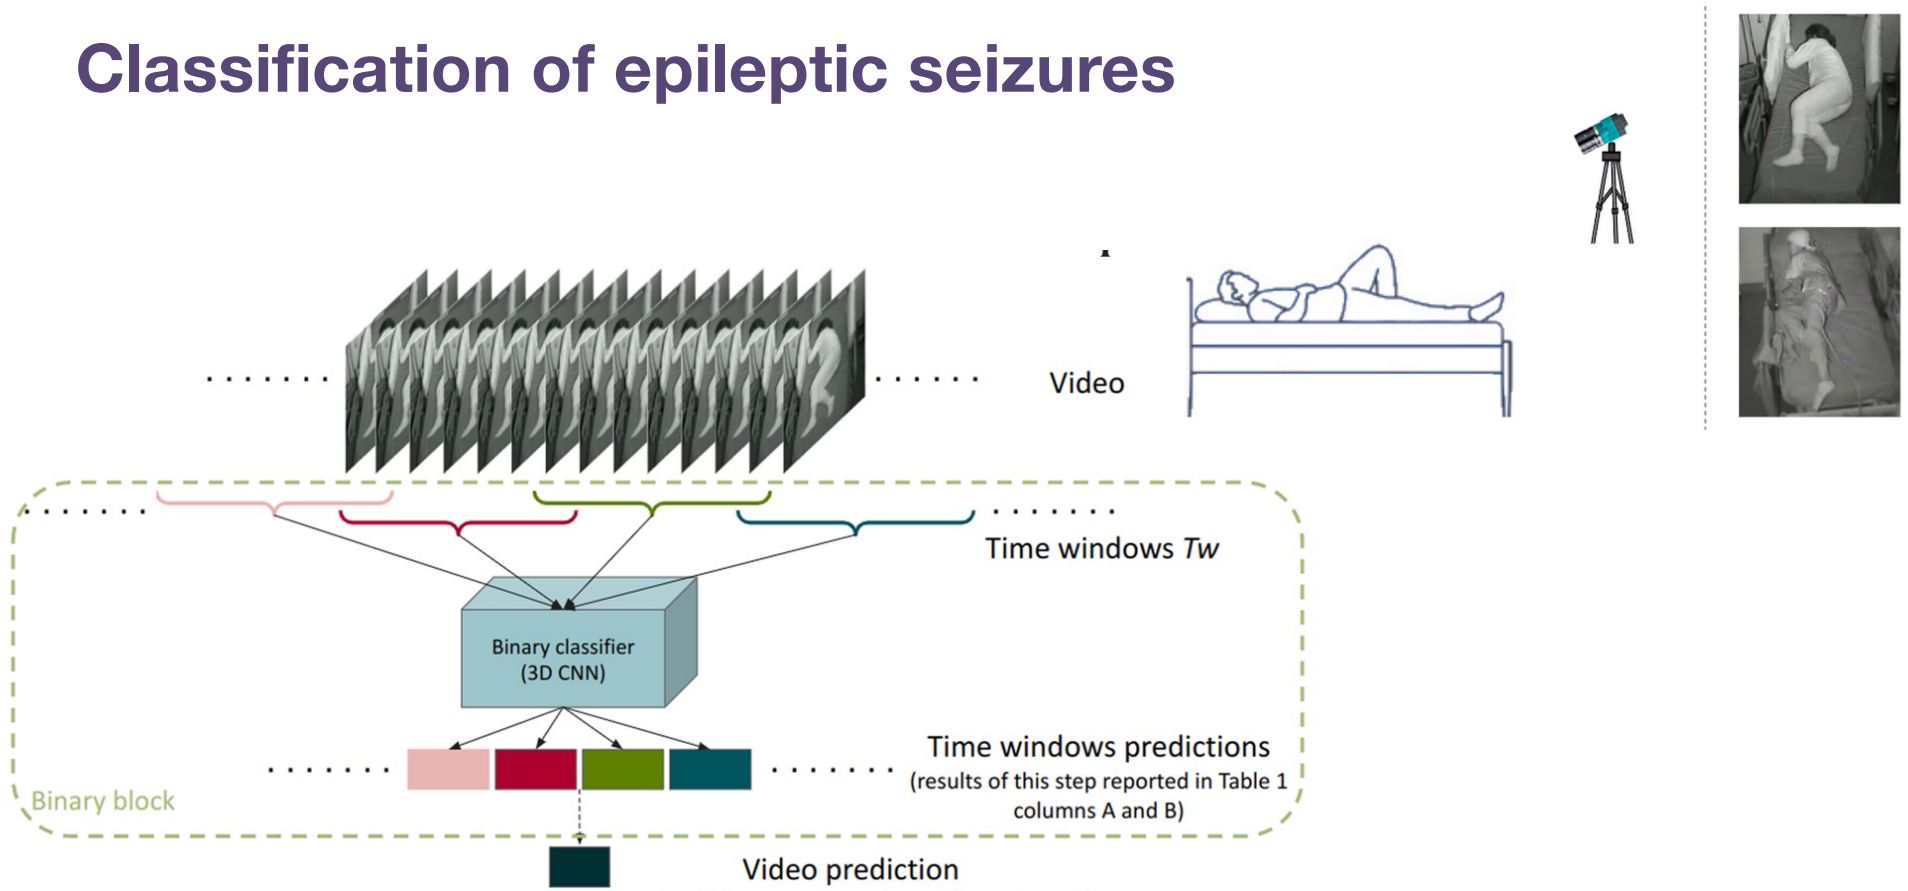 Classification of epileptic seizures
Video
Time windows Tw
Binary classifier
(3D CNN)
Time windows predictions
(results of this step reported in Table 1
columns A and B)
Binary block
Video prediction